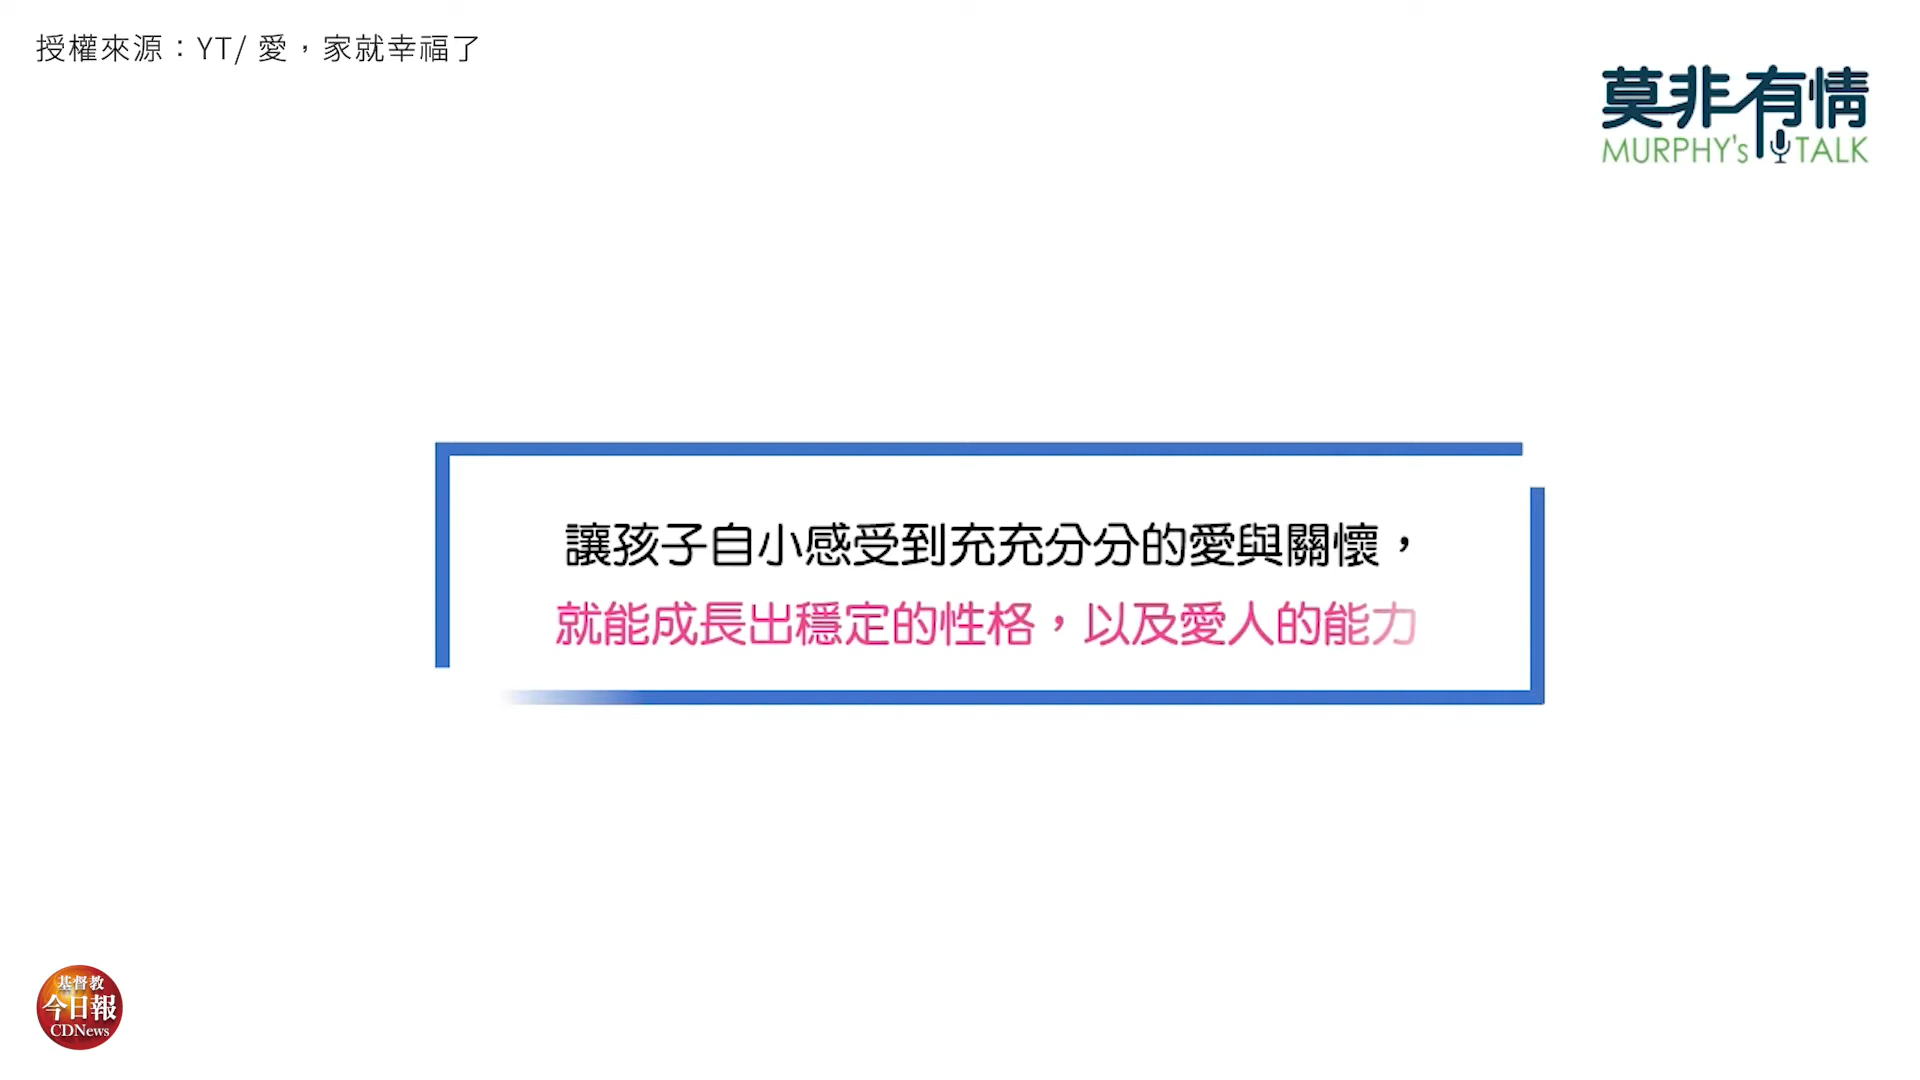 授權來源：YT/ 愛，家就幸福了
莫非有情
MURPHY's TALK
讓孩子自小感受到充充分分的愛與關懷，
就能成長出穩定的性格，以及愛人的能力
基督教
今日報
CDNews